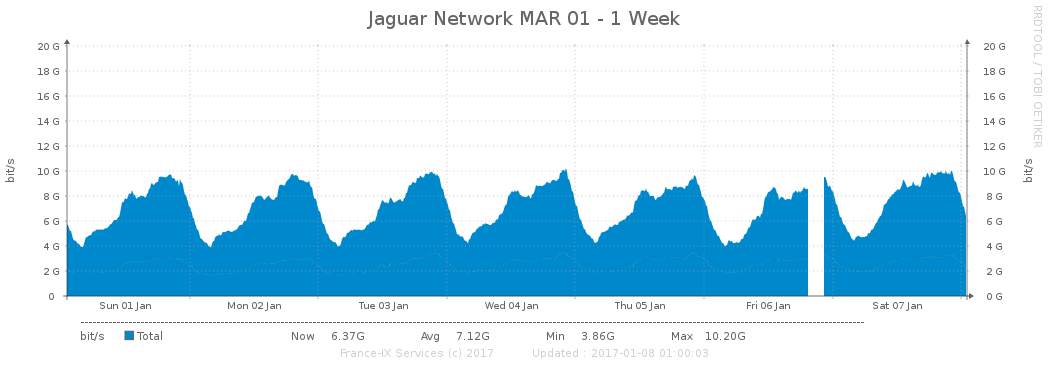 Jaguar Network MAR 01 - 1 Week
RRDTOOL / TOBI OETIKER
bit/s
20 G 20 G
18 G 18 G
16 G 16 G
14 G 14 G
12 G 12 G
10 G 10 G
8 G 8 G
6 G 6 G
4 G 4 G
2 G 2 G
0 0 G
bit/s
Sun 01 Jan Mon 02 Jan Tue 03 Jan Wed 04 Jan Thu 05 Jan Fri 06 Jan Sat 07 Jan
bit/s Total Now 6.37G Avg 7.12G Min 3.86G Max 10.20G
France-IX Services (c) 2017 Updated : 2017-01-08 01:00:03